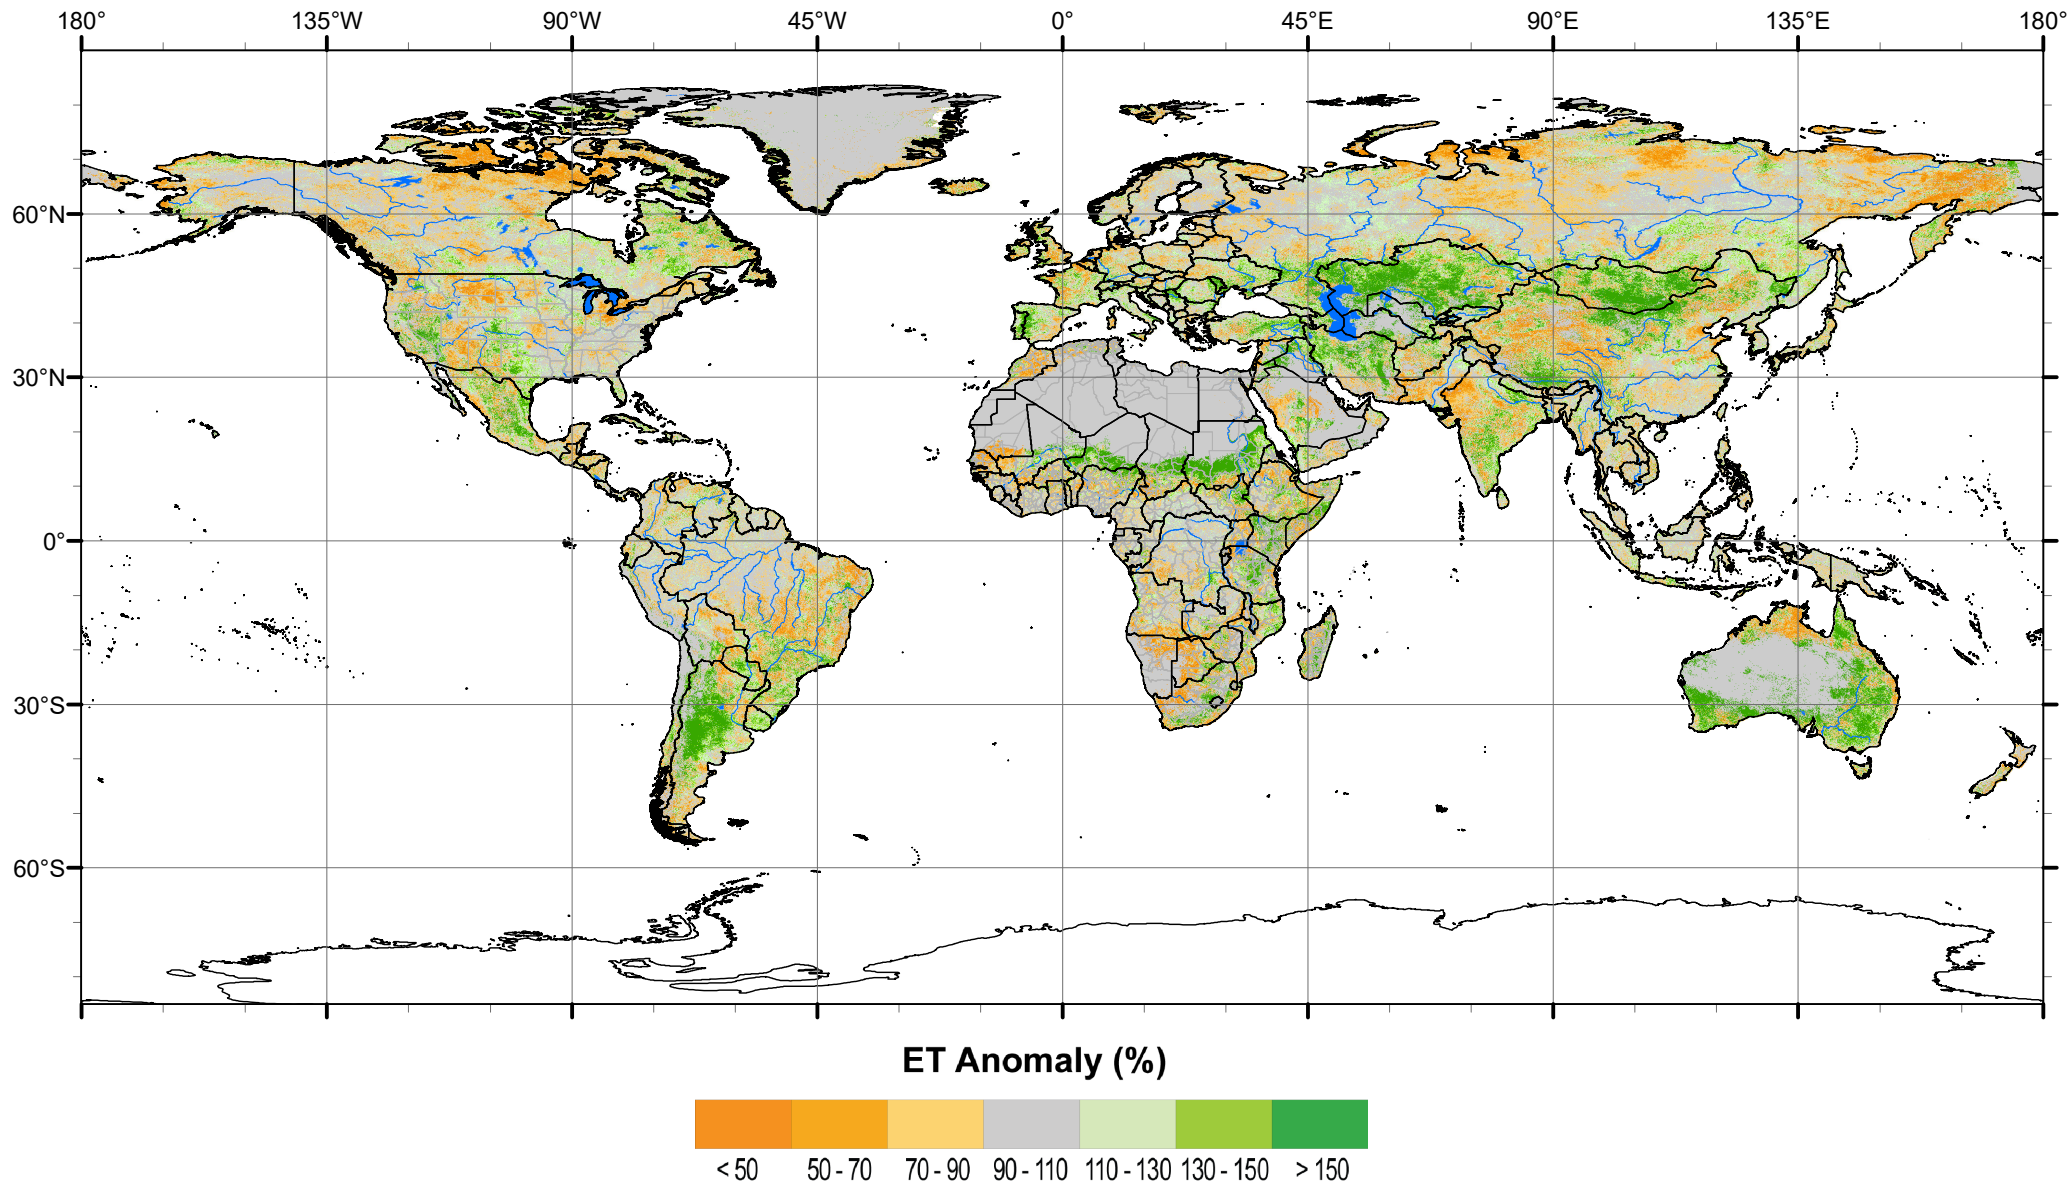 180° 135°W 90°W 45°W 0° 45°E 90°E 135°E 180°
60°N
30°N
0°
30°S
60°S
ET Anomaly (%)
< 50 50 - 70 70 - 90 90 - 110 110 - 130 130 - 150 > 150